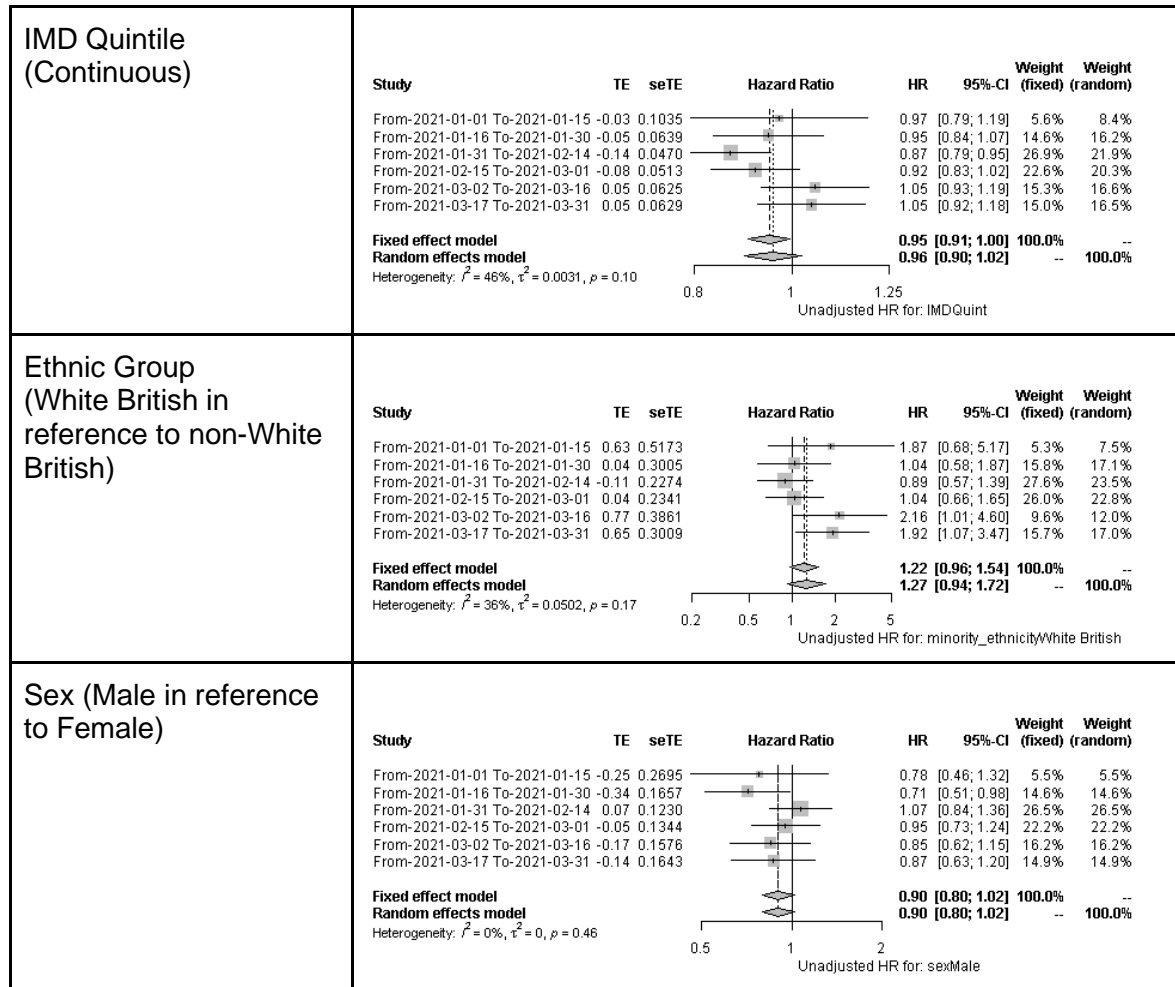 IMD Quintile
(Continuous)
Weight Weight
Study TE seTE Hazard Ratio HR 95%-CI (fixed) (random)
From-2021-01-01 To-2021-01-15 -0.03 0.1035 0.97 [0.79; 1.19] 5.6% 8.4%
From-2021-01-16 To-2021-01-30 -0.05 0.0639 0.95 [0.84; 1.07] 14.6% 16.2%
From-2021-01-31 To-2021-02-14 -0.14 0.0470 0.87 [0.79; 0.95] 26.9% 21.9%
From-2021-02-15 To-2021-03-01 -0.08 0.0513 0.92 [0.83; 1.02] 22.6% 20.3%
From-2021-03-02 To-2021-03-16 0.05 0.0625 1.05 [0.93; 1.19] 15.3% 16.6%
From-2021-03-17 To-2021-03-31 0.05 0.0629 1.05 [0.92; 1.18] 15.0% 16.5%
Fixed effect model 0.95 [0.91; 1.00] 100.0% --
Random effects model 0.96 [0.90; 1.02] -- 100.0%
Heterogeneity: I² = 46%, τ² = 0.0031, p = 0.10
0.8 1 1.25
Unadjusted HR for: IMDQuint
Ethnic Group
(White British in
reference to non-White
British)
Weight Weight
Study TE seTE Hazard Ratio HR 95%-CI (fixed) (random)
From-2021-01-01 To-2021-01-15 0.63 0.5173 1.87 [0.68; 5.17] 5.3% 7.5%
From-2021-01-16 To-2021-01-30 0.04 0.3005 1.04 [0.58; 1.87] 15.8% 17.1%
From-2021-01-31 To-2021-02-14 -0.11 0.2274 0.89 [0.57; 1.39] 27.6% 23.5%
From-2021-02-15 To-2021-03-01 0.04 0.2341 1.04 [0.66; 1.65] 26.0% 22.8%
From-2021-03-02 To-2021-03-16 0.77 0.3861 2.16 [1.01; 4.60] 9.6% 12.0%
From-2021-03-17 To-2021-03-31 0.65 0.3009 1.92 [1.07; 3.47] 15.7% 17.0%
Fixed effect model 1.22 [0.96; 1.54] 100.0% --
Random effects model 1.27 [0.94; 1.72] -- 100.0%
Heterogeneity: I² = 36%, τ² = 0.0502, p = 0.17
0.2 0.5 1 2 5
Unadjusted HR for: minority_ethnicityWhite British
Sex (Male in reference
to Female)
Weight Weight
Study TE seTE Hazard Ratio HR 95%-CI (fixed) (random)
From-2021-01-01 To-2021-01-15 -0.25 0.2695 0.78 [0.46; 1.32] 5.5% 5.5%
From-2021-01-16 To-2021-01-30 -0.34 0.1657 0.71 [0.51; 0.98] 14.6% 14.6%
From-2021-01-31 To-2021-02-14 0.07 0.1230 1.07 [0.84; 1.36] 26.5% 26.5%
From-2021-02-15 To-2021-03-01 -0.05 0.1344 0.95 [0.73; 1.24] 22.2% 22.2%
From-2021-03-02 To-2021-03-16 -0.17 0.1576 0.85 [0.62; 1.15] 16.2% 16.2%
From-2021-03-17 To-2021-03-31 -0.14 0.1643 0.87 [0.63; 1.20] 14.9% 14.9%
Fixed effect model 0.90 [0.80; 1.02] 100.0% --
Random effects model 0.90 [0.80; 1.02] -- 100.0%
Heterogeneity: I² = 0%, τ² = 0, p = 0.46
0.5 1 2
Unadjusted HR for: sexMale